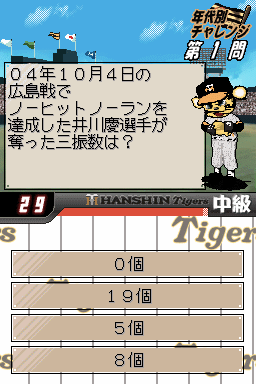 年代別
チャレンジ
第1問
04年10月4日の
広島戦で
ノーヒットノーランを
達成した井川慶選手が
奪った三振数は?
29
HANSHIN Tigers
中級
Tigers
0個
19個
5個
8個